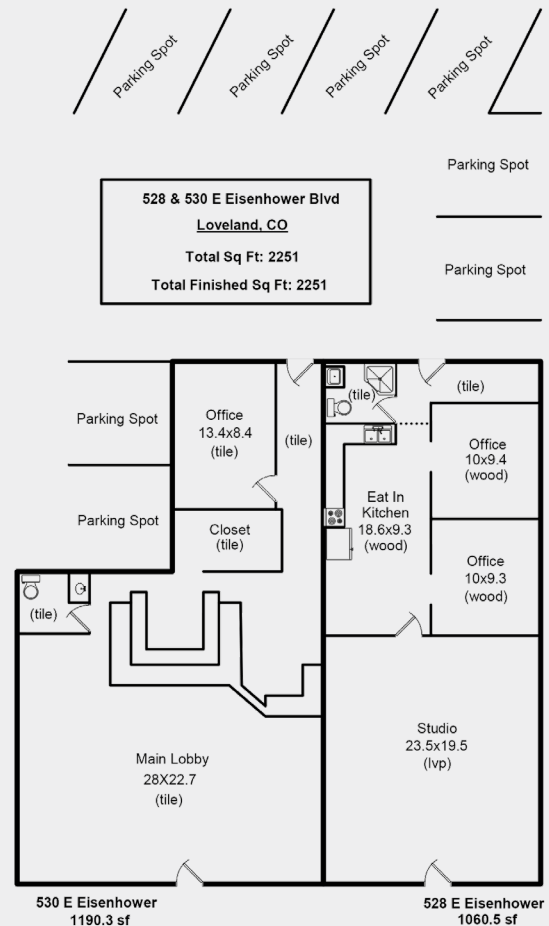 Parking Spot
Parking Spot
Parking Spot
Parking Spot
Parking Spot
528 & 530 E Eisenhower Blvd
Loveland, CO
Total Sq Ft: 2251
Total Finished Sq Ft: 2251
Parking Spot
(tile)
(tile)
Office
13.4x8.4
(tile)
Parking Spot
(tile)
Office
10x9.4
(wood)
Eat In
Kitchen
18.6x9.3
(wood)
Parking Spot
Closet
(tile)
Office
10x9.3
(wood)
(tile)
Studio
23.5x19.5
(lvp)
Main Lobby
28X22.7
(tile)
530 E Eisenhower
1190.3 sf
528 E Eisenhower
1060.5 sf